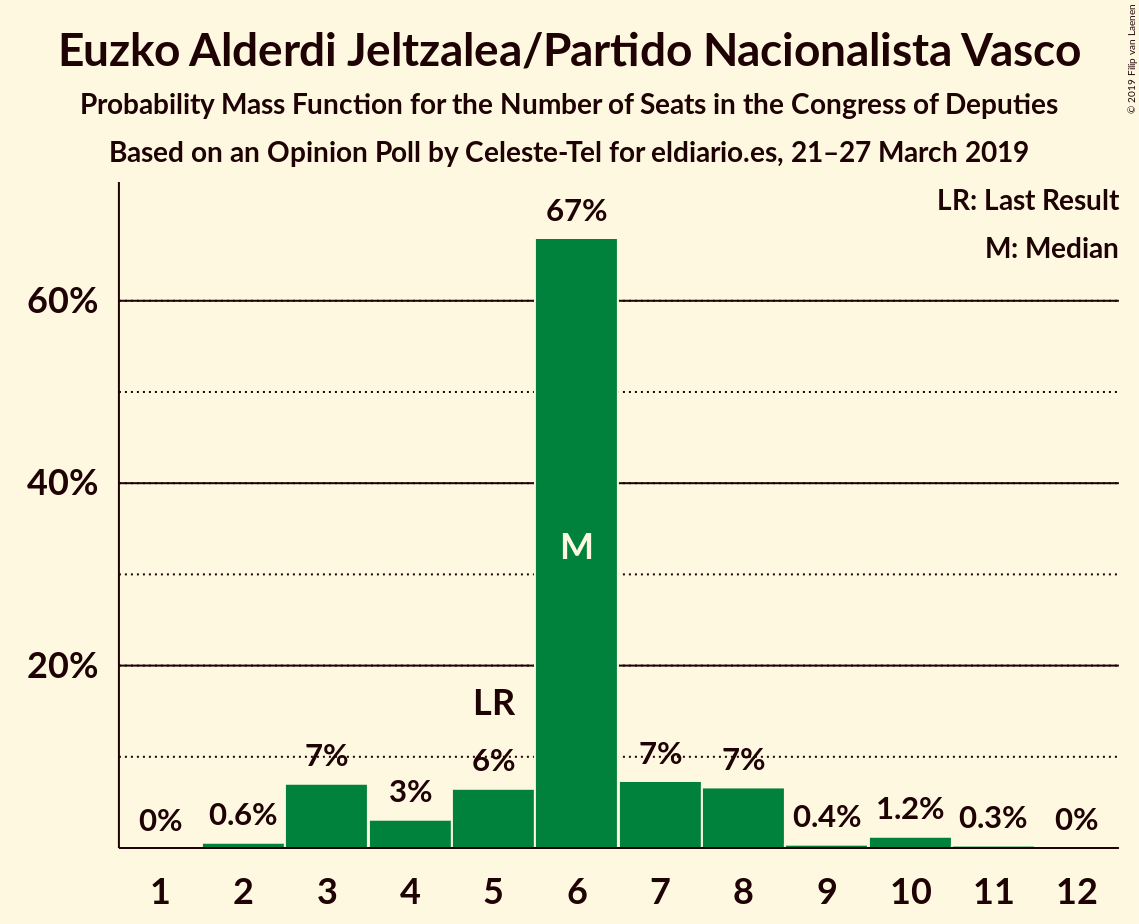 Euzko Alderdi Jeltzalea/Partido Nacionalista Vasco
Probability Mass Function for the Number of Seats in the Congress of Deputies
Based on an Opinion Poll by Celeste-Tel for eldiario.es, 21–27 March 2019
© 2019 Filip van Laenen
LR: Last Result
M: Median
60%
40%
20%
0%
0.6%
7%
3%
LR
6%
67%
M
7%
7%
0.4%
1.2%
0.3%
0%
1 2 3 4 5 6 7 8 9 10 11 12